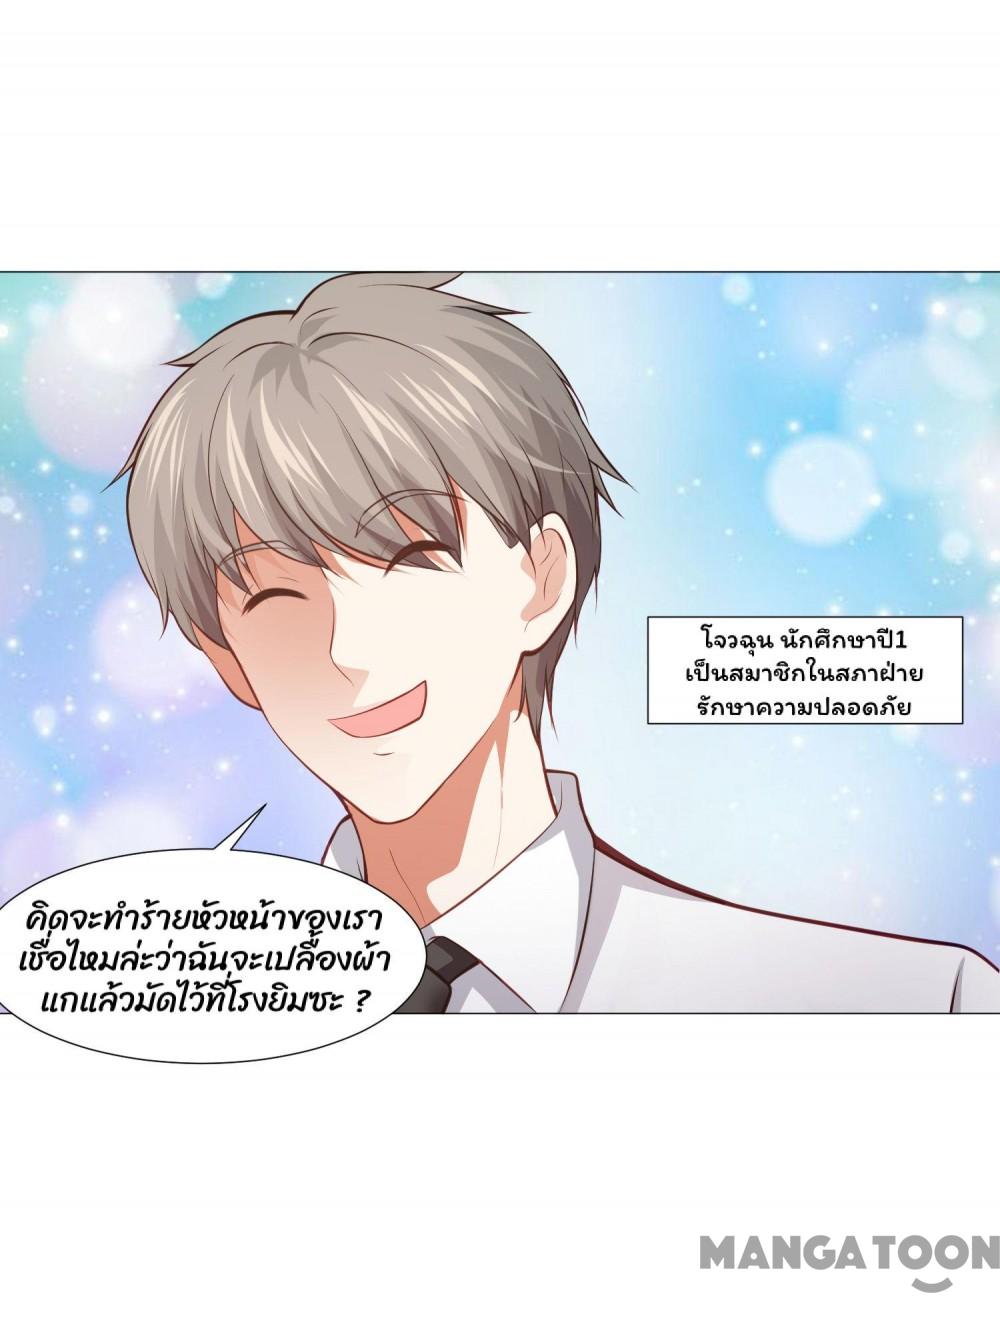 โจวฉุน นักศึกษาปี1
เป็นสมาชิกในสภาฝ่าย
รักษาความปลอดภัย
คิดจะทำร้ายหัวหน้าของเรา
เชื่อไหมล่ะว่าฉันจะเปลื้องผ้า
แกแล้วมัดไว้ที่โรงยิมซะ ?
MANGATOON